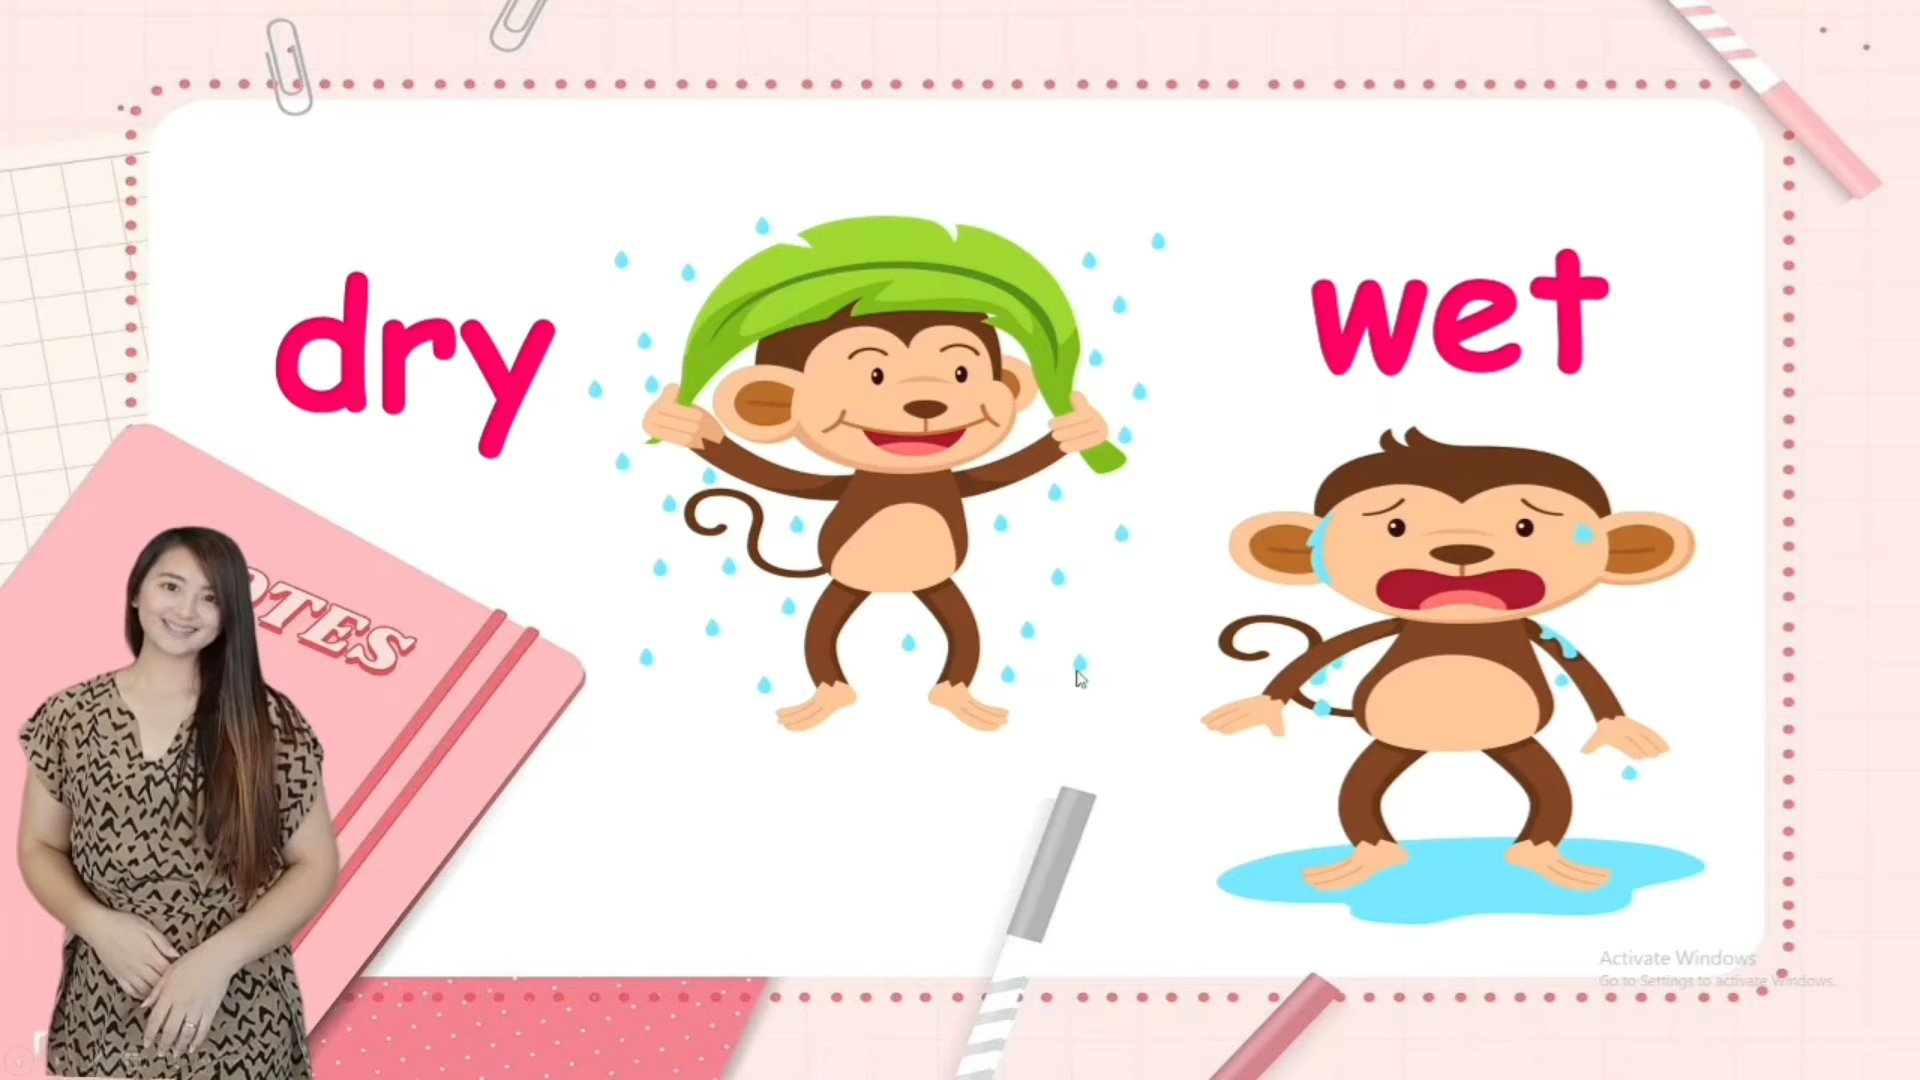 dry
wet
OTES
Activate Windows
Go to Settings to activate Windows.